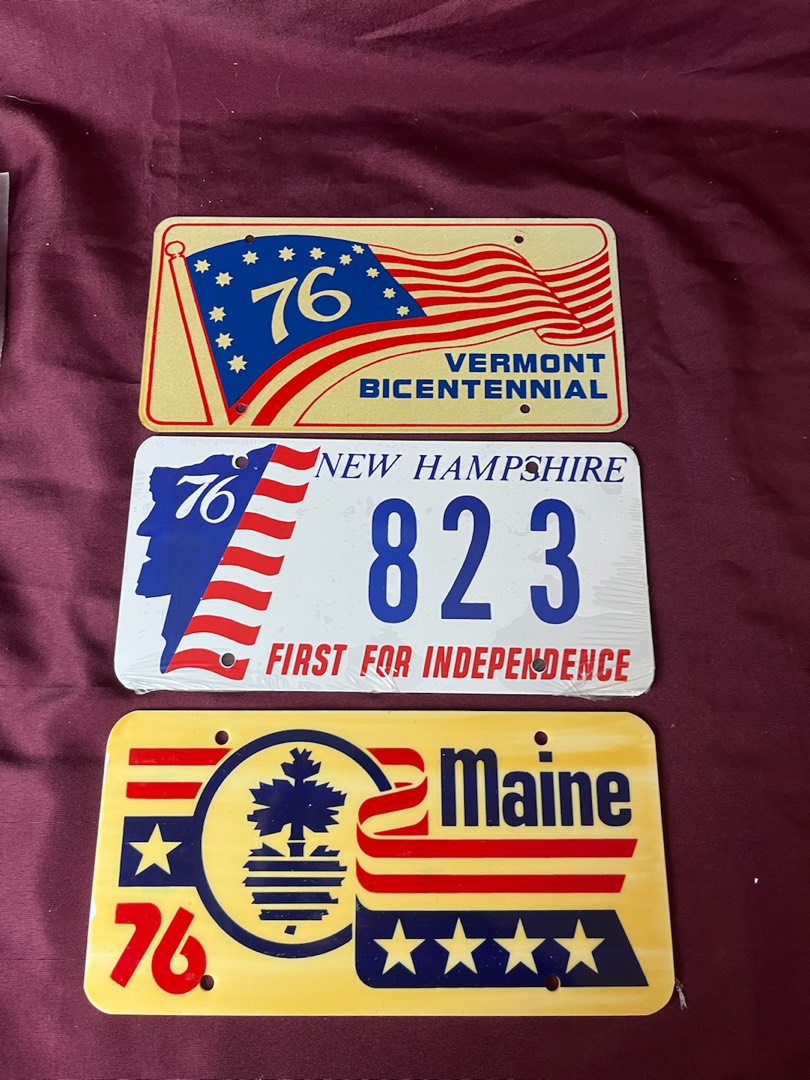 76
VERMONT
BICENTENNIAL
76
NEW HAMPSHIRE
823
FIRST FOR INDEPENDENCE
Maine
76